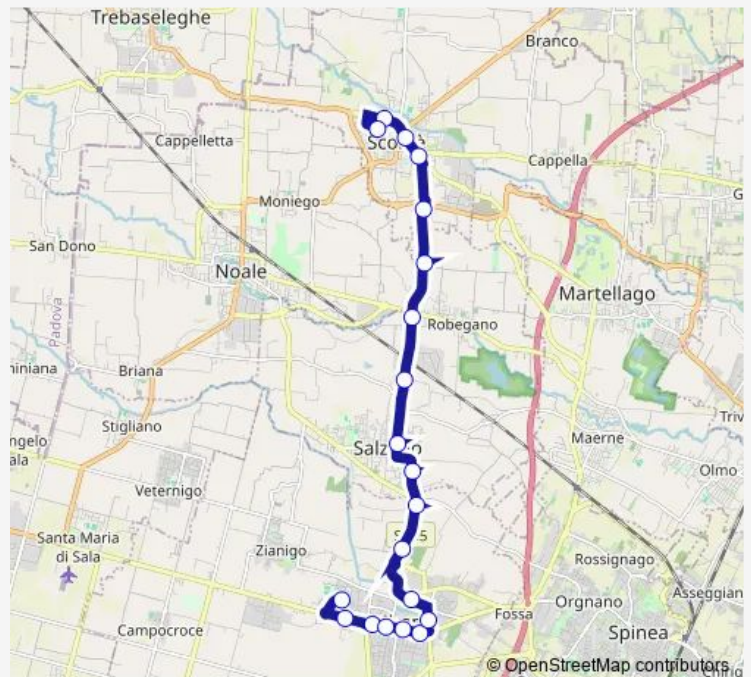 Trebaseleghe
Branco
Cappelletta
Cappella
Moniego
San Dono
Noale
Martellago
Padova
Robegano
Briana
Stigliano
Maerne
Olmo
Veternigo
Santa Maria
di Sala
Zianigo
Rossignago
Asseggian
Orgnano
Fossa
Campocroce
Spinea
© OpenStreetMap contributors